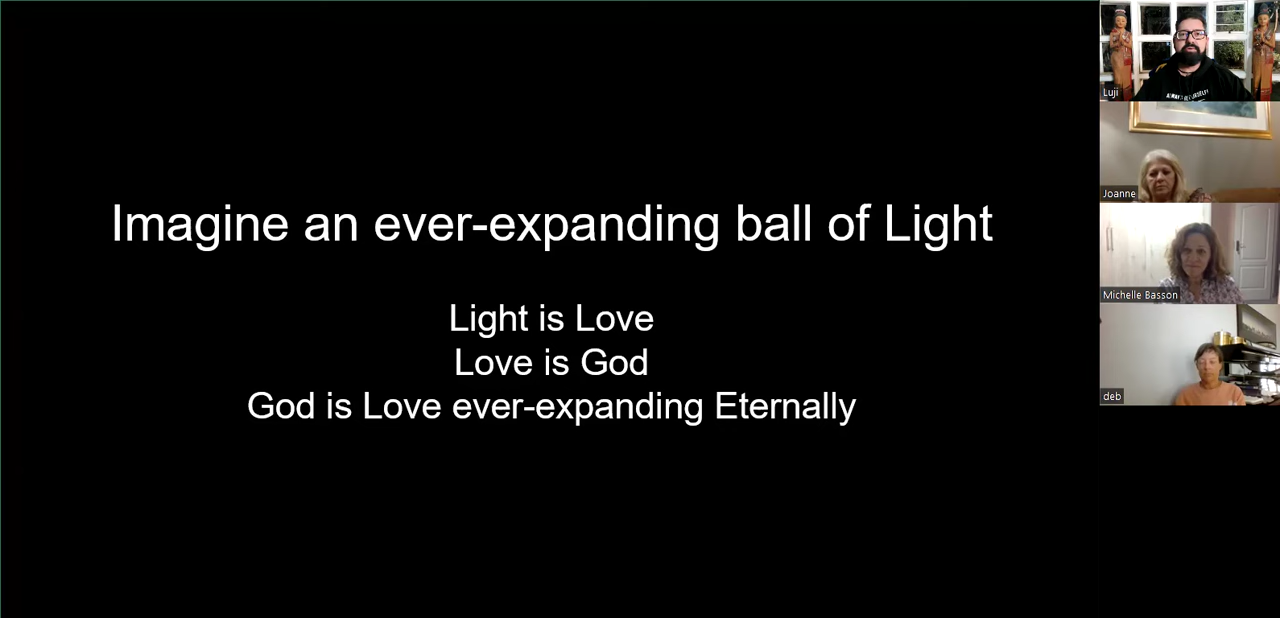 Imagine an ever-expanding ball of Light
Light is Love
Love is God
God is Love ever-expanding Eternally
Luji
Joanne
Michelle Basson
deb